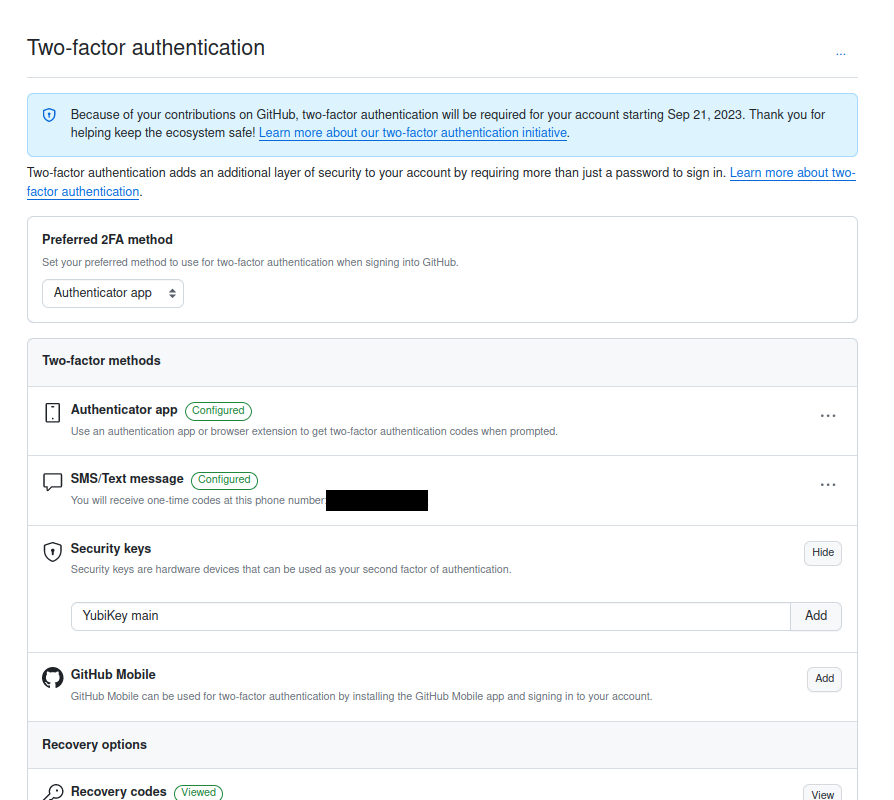 Two-factor authentication
...
Because of your contributions on GitHub, two-factor authentication will be required for your account starting Sep 21, 2023. Thank you for
helping keep the ecosystem safe! Learn more about our two-factor authentication initiative.
Two-factor authentication adds an additional layer of security to your account by requiring more than just a password to sign in. Learn more about two-
factor authentication.
Preferred 2FA method
Set your preferred method to use for two-factor authentication when signing into GitHub.
Authenticator app
Two-factor methods
Authenticator app Configured
Use an authentication app or browser extension to get two-factor authentication codes when prompted.
SMS/Text message Configured
You will receive one-time codes at this phone number:
Security keys
Hide
Security keys are hardware devices that can be used as your second factor of authentication.
YubiKey main
Add
GitHub Mobile
Add
GitHub Mobile can be used for two-factor authentication by installing the GitHub Mobile app and signing in to your account.
Recovery options
Recovery codes Viewed
View